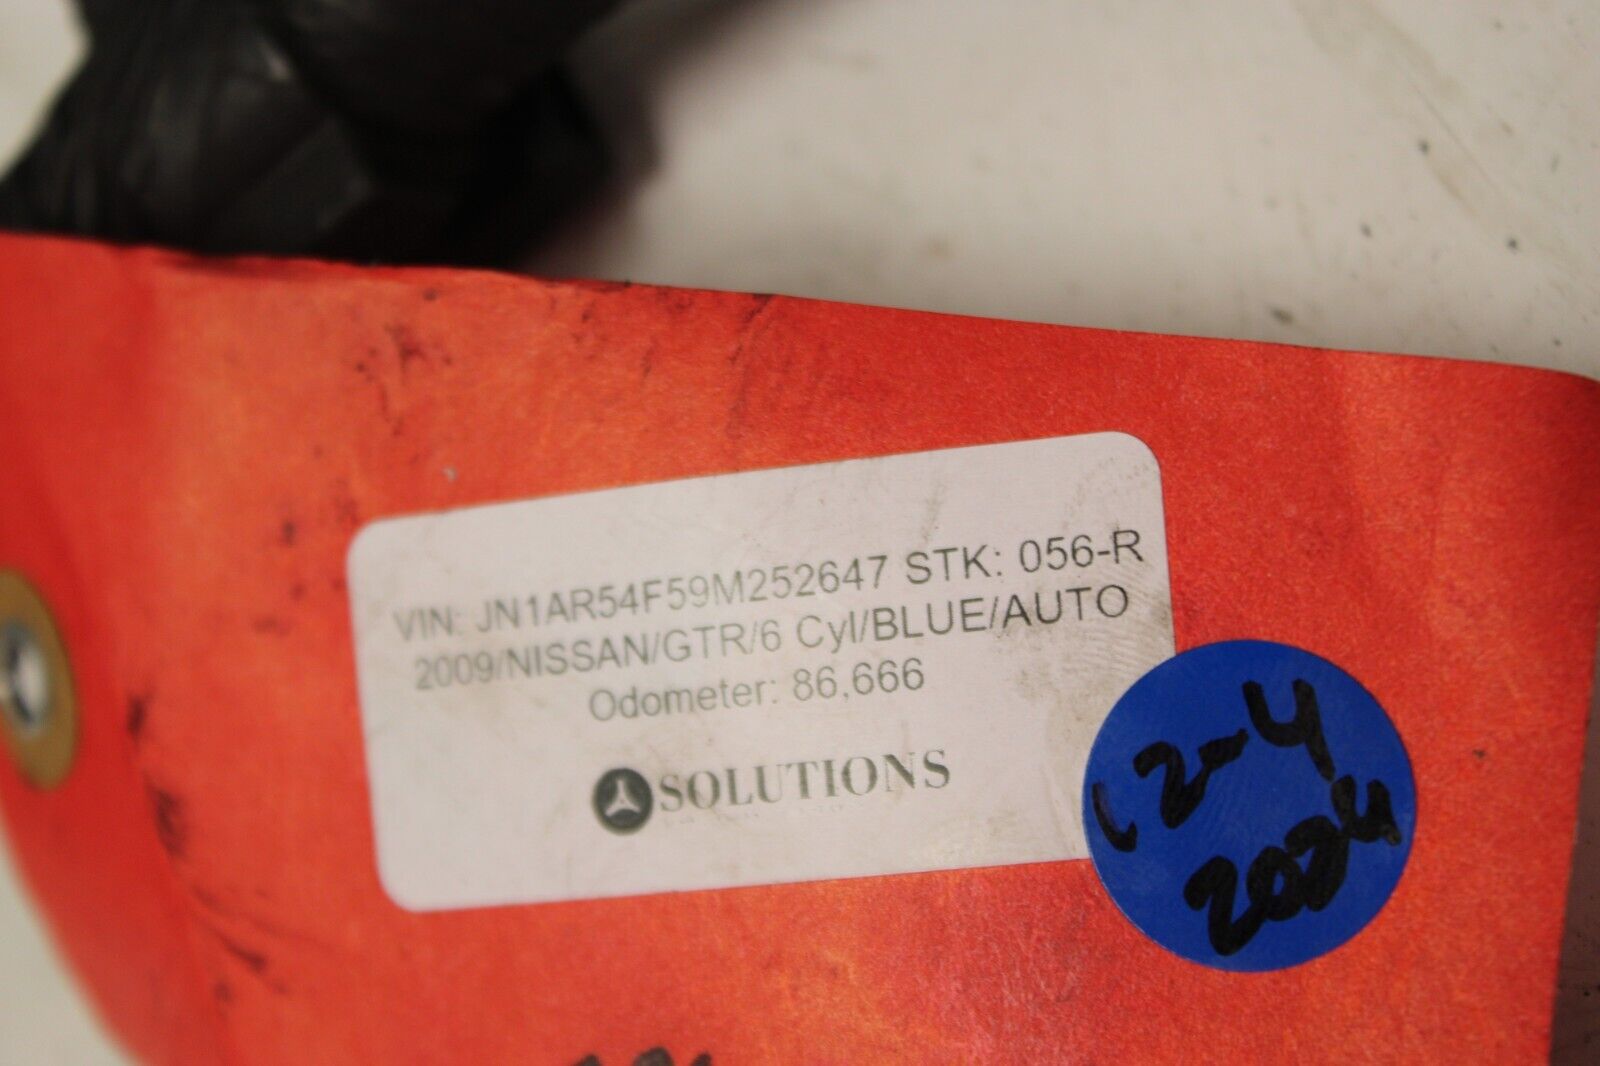 VIN: JN1AR54F59M252647 STK: 056-R
2009/NISSAN/GTR/6 Cyl/BLUE/AUTO
Odometer: 86,666
SOLUTIONS
12-4
2024